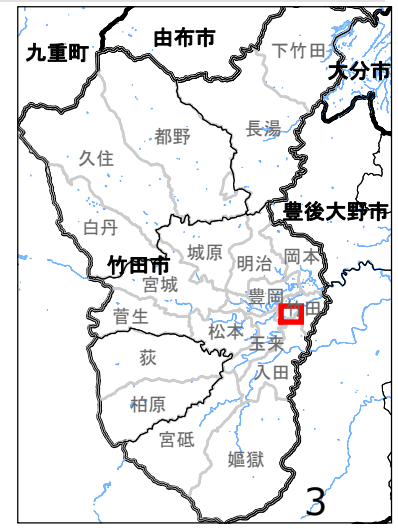 由布市
九重町
下竹田
大分市
都野
長湯
久住
豊後大野市
白丹
城原
岡本
明治
竹田市
宮城
豊岡
竹田
菅生
松本
玉来
荻
入田
柏原
宮砥
嫗獄
3